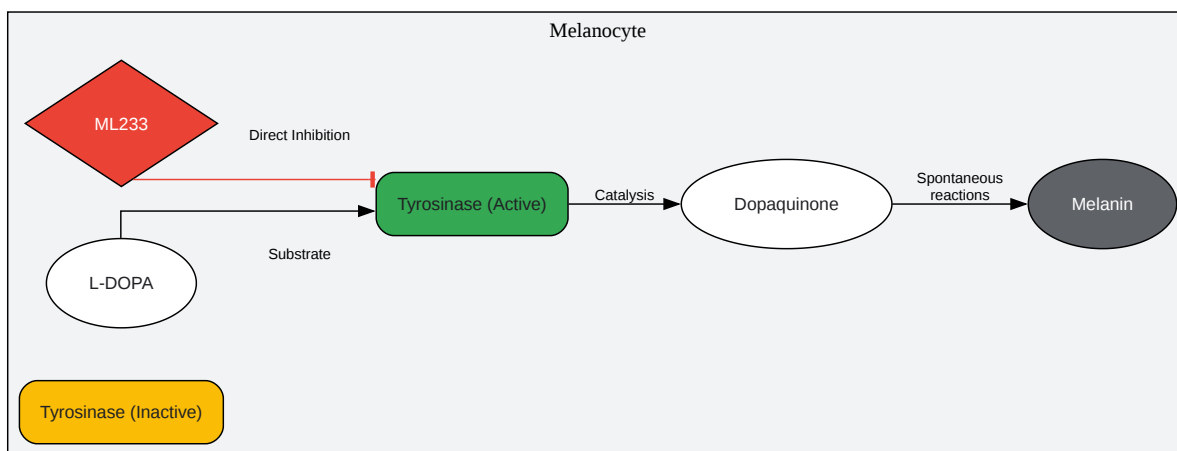 Melanocyte
ML233
Direct Inhibition
Tyrosinase (Active)
Catalysis
Dopaquinone
Spontaneous
reactions
Melanin
Substrate
L-DOPA
Tyrosinase (Inactive)